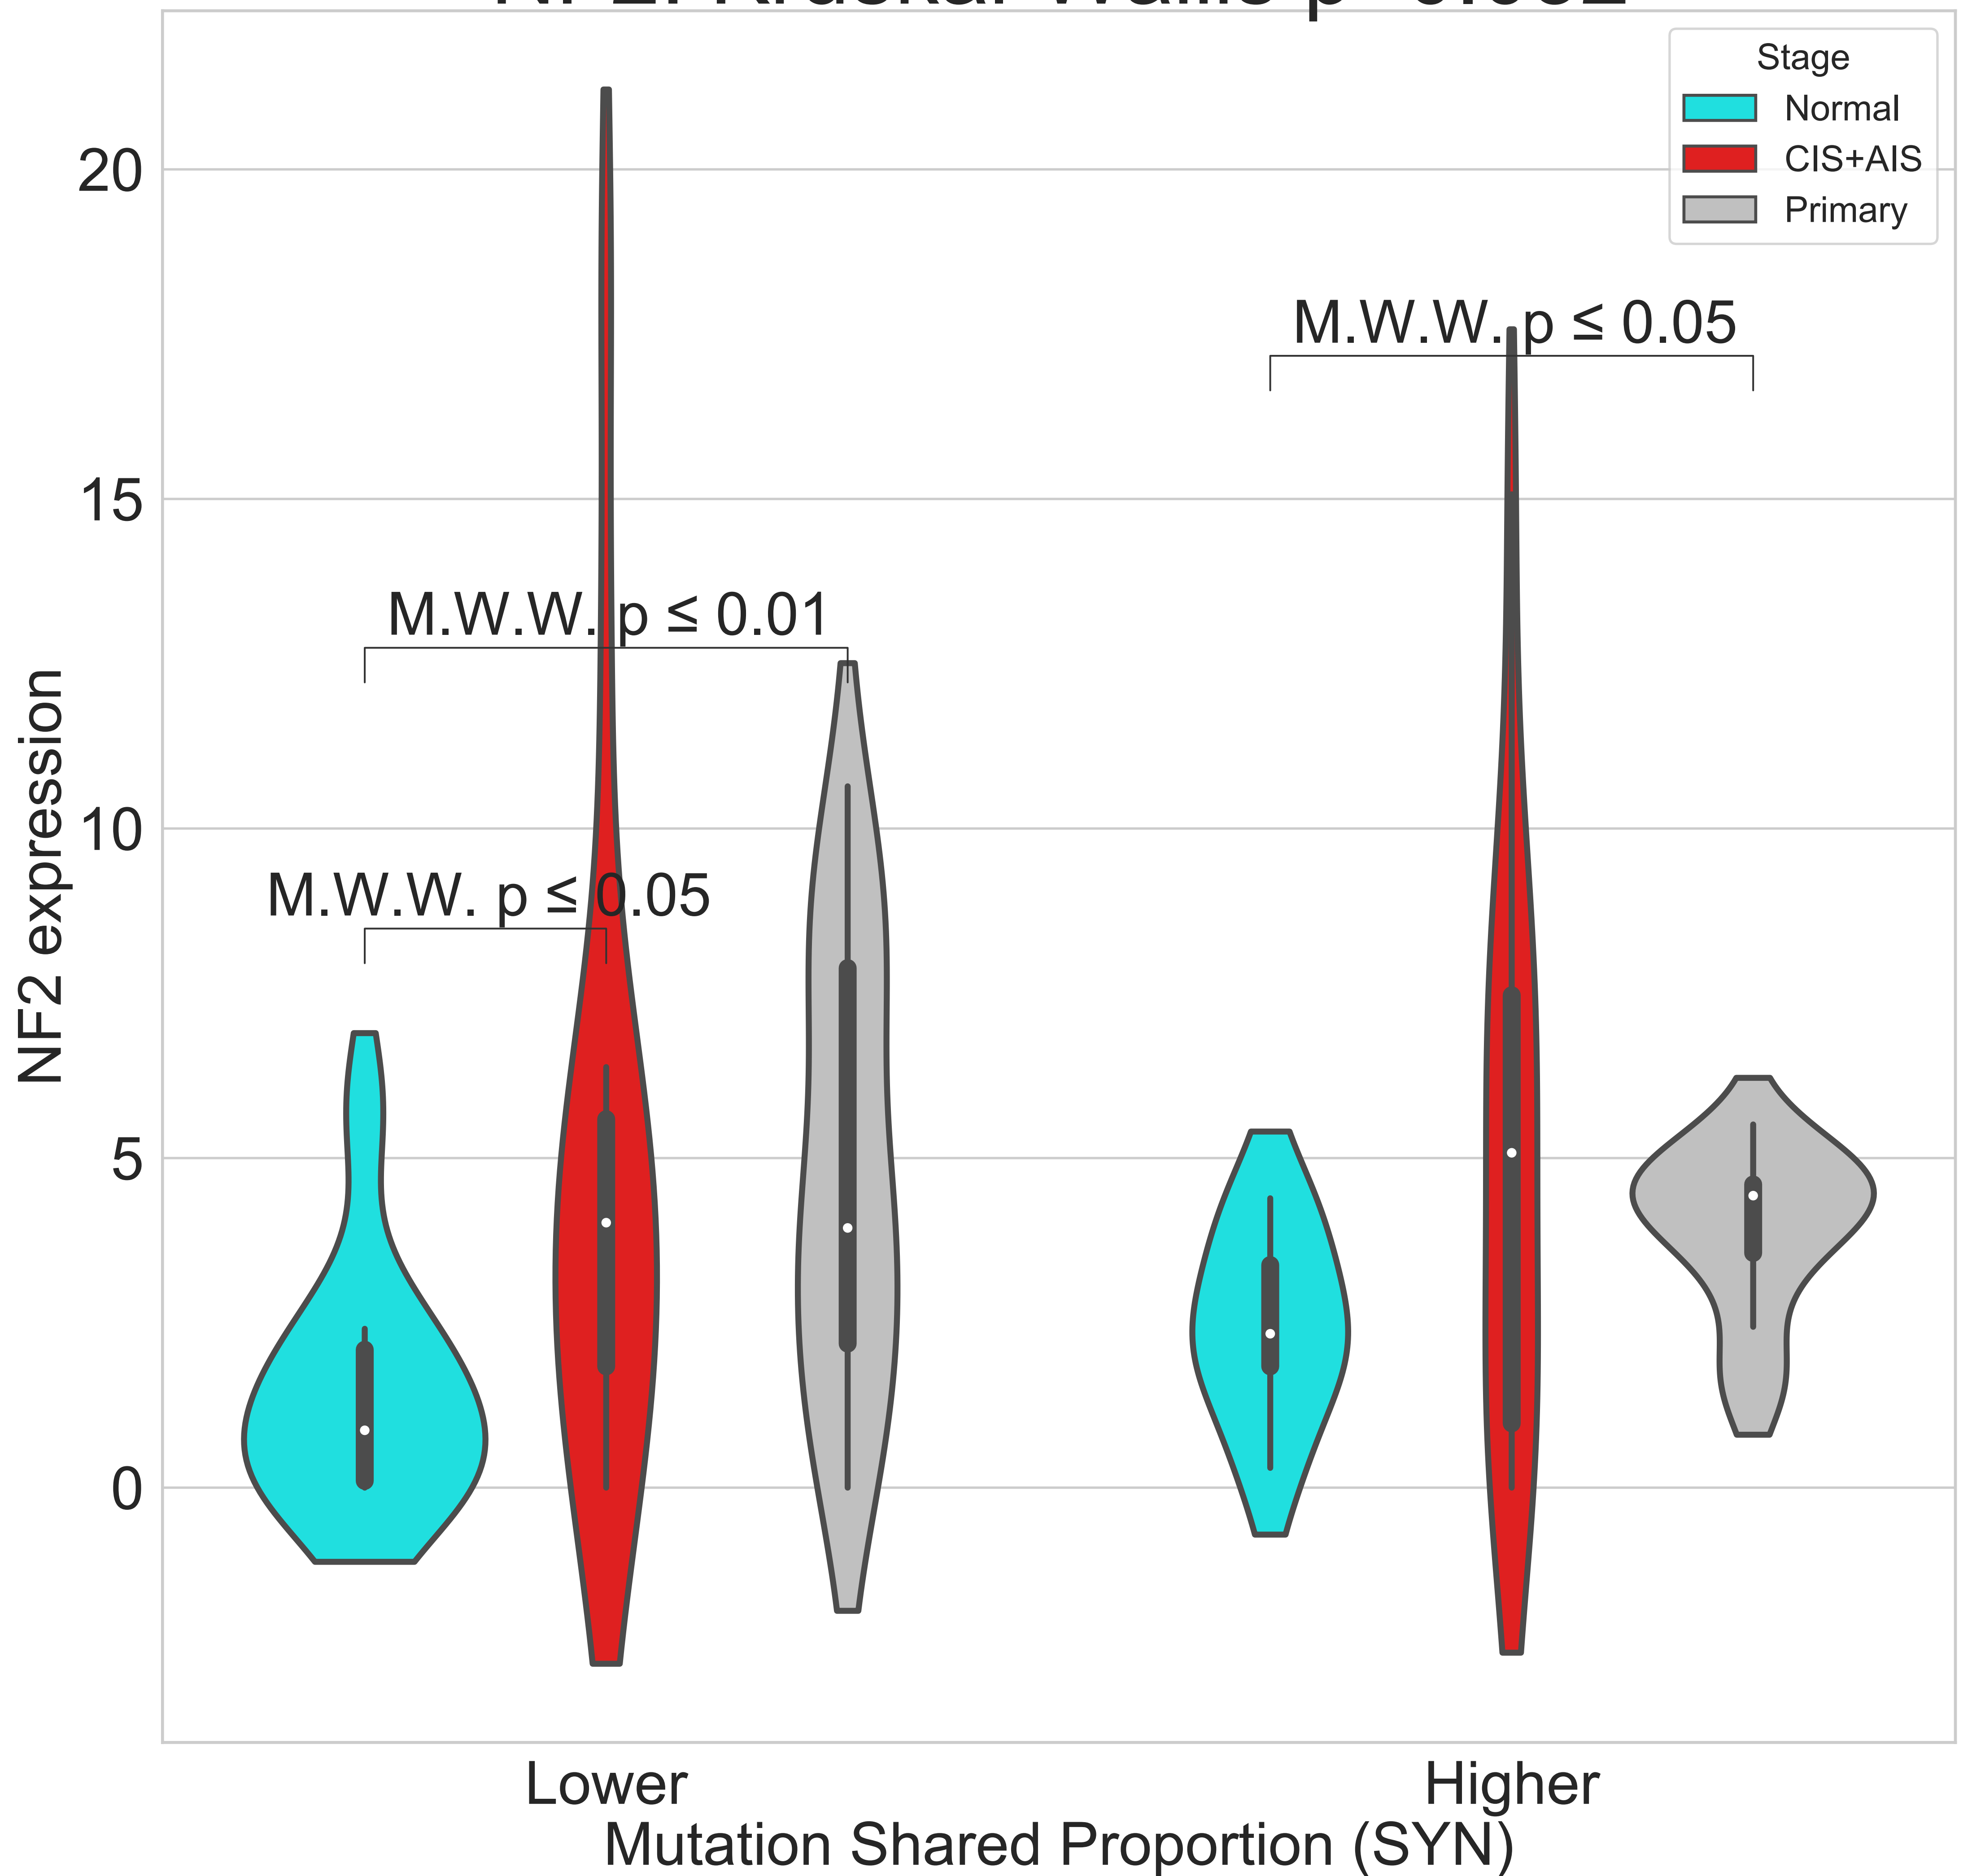 Stage
Normal
CIS+AIS
Primary
20
15
10
5
0
NF2 expression
M.W.W. p ≤ 0.05
M.W.W. p ≤ 0.01
M.W.W. p ≤ 0.05
Lower
Higher
Mutation Shared Proportion (SYN)